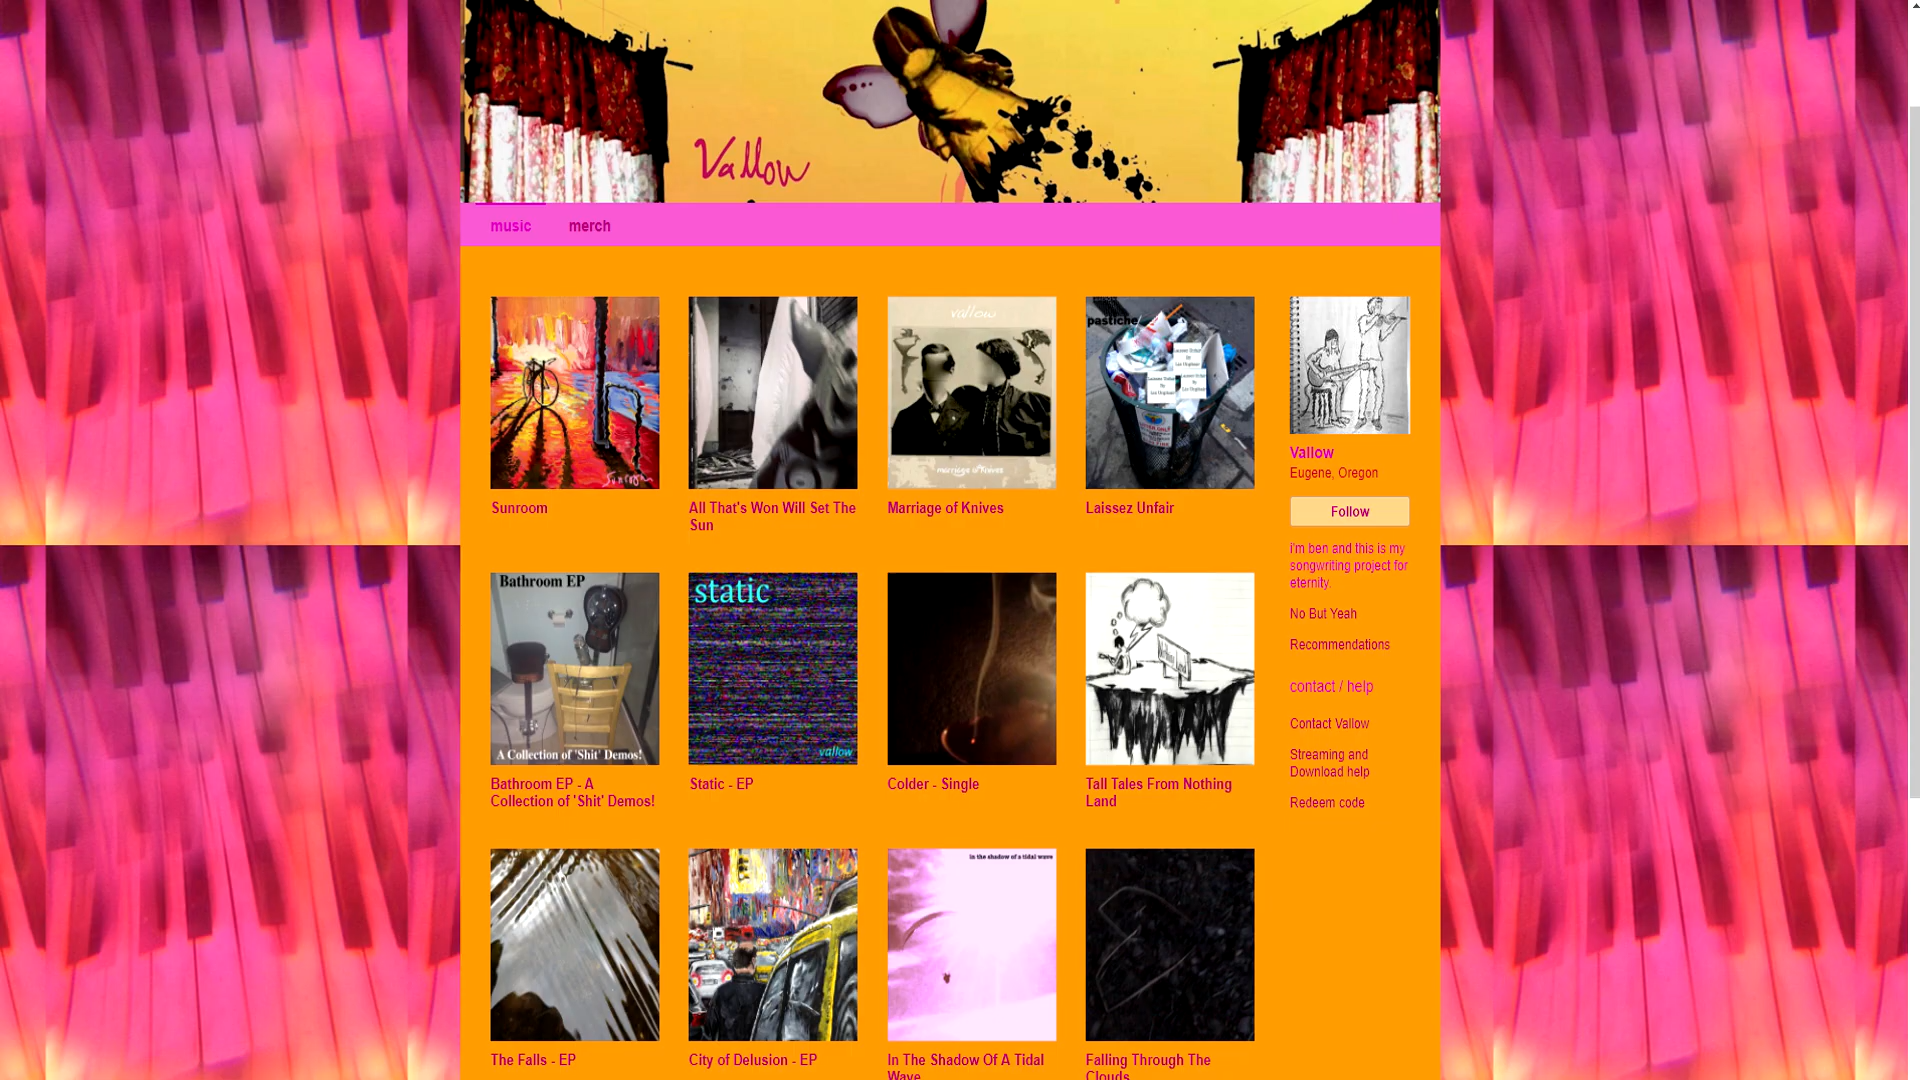 Vallow
music
merch
vallow
marriage of Knives
pastiche
Sunroom
All That's Won Will Set The
Sun
Marriage of Knives
Laissez Unfair
Vallow
Eugene, Oregon
Follow
i'm ben and this is my
songwriting project for
eternity.
No But Yeah
Recommendations
contact / help
Contact Vallow
Streaming and
Download help
Redeem code
Bathroom EP
A Collection of 'Shit' Demos!
static
vallow
Bathroom EP - A
Collection of 'Shit' Demos!
Static - EP
Colder - Single
Tall Tales From Nothing
Land
in the shadow of a tidal wave
The Falls - EP
City of Delusion - EP
In The Shadow Of A Tidal
Wave
Falling Through The
Clouds